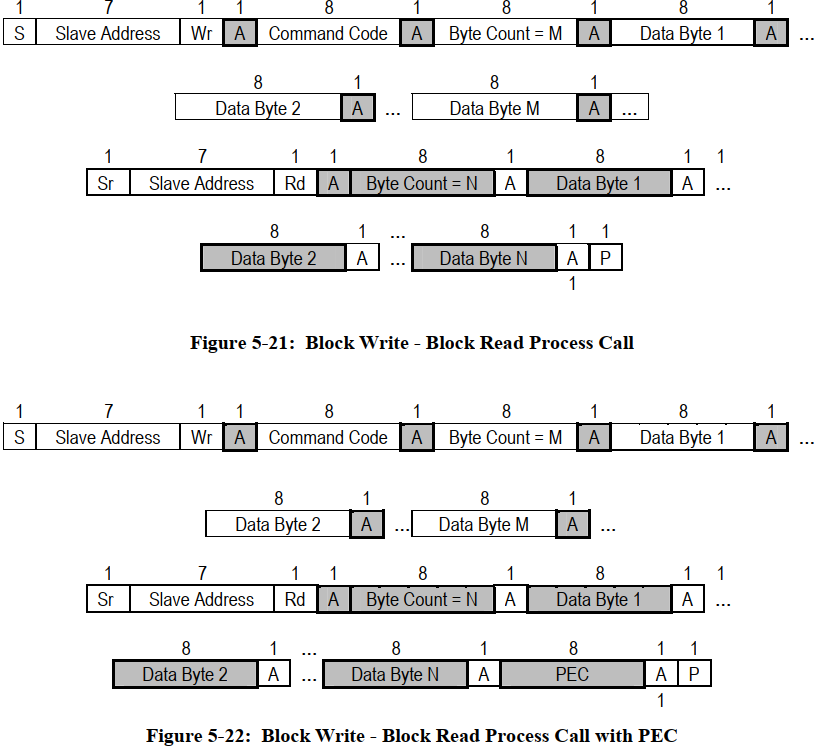 1 7 1 1 8 1 8 1 8 1
S Slave Address Wr A Command Code A Byte Count = M A Data Byte 1 A ...
8 1 8 1
Data Byte 2 A ... Data Byte M A ...
1 7 1 1 8 1 8 1 1
Sr Slave Address Rd A Byte Count = N A Data Byte 1 A ...
8 1 ... 8 1 1
Data Byte 2 A ... Data Byte N A P
1
Figure 5-21: Block Write - Block Read Process Call
1 7 1 1 8 1 8 1 8 1
S Slave Address Wr A Command Code A Byte Count = M A Data Byte 1 A ...
8 1 8 1
Data Byte 2 A ... Data Byte M A ...
1 7 1 1 8 1 8 1 1
Sr Slave Address Rd A Byte Count = N A Data Byte 1 A ...
8 1 ... 8 1 8 1 1
Data Byte 2 A ... Data Byte N A PEC A P
1
Figure 5-22: Block Write - Block Read Process Call with PEC